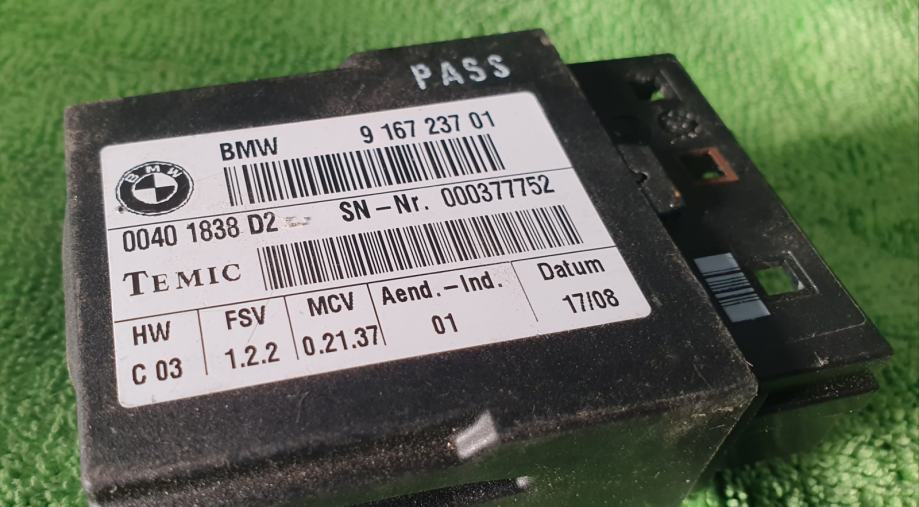 PASS
BMW 9 167 237 01
BMW
0040 1838 D2 SN-Nr. 000377752
TEMIC
HW FSV MCV Aend.-Ind. Datum
C 03 1.2.2 0.21.37 01 17/08